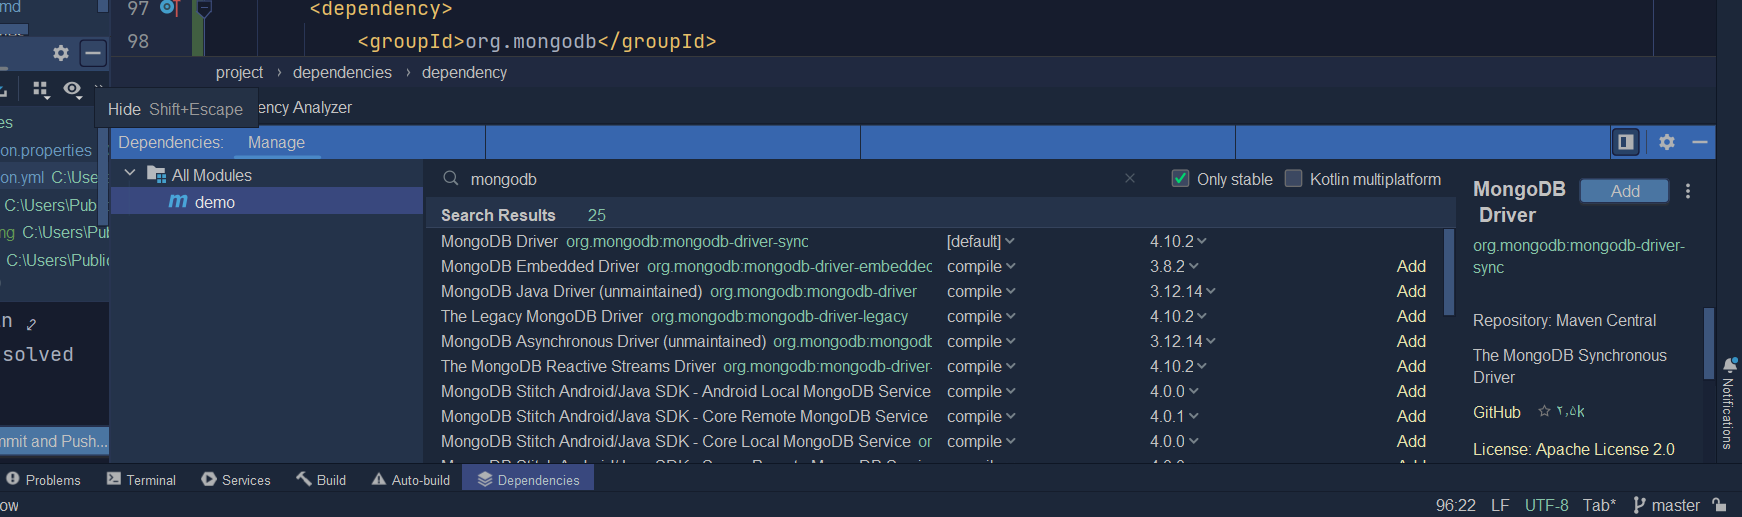 md
97 <dependency>
98 <groupId>org.mongodb</groupId>
project › dependencies › dependency
Hide Shift+Escape
ency Analyzer
es
Dependencies: Manage
on.properties
All Modules
mongodb
Only stable
Kotlin multiplatform
on.yml C:\Use
demo
MongoDB Driver
Add
C:\Users\Pub
Search Results 25
ng C:\Users\Pub
MongoDB Driver org.mongodb:mongodb-driver-sync [default] 4.10.2
org.mongodb:mongodb-driver-sync
C:\Users\Public
MongoDB Embedded Driver org.mongodb:mongodb-driver-embedded compile 3.8.2 Add
MongoDB Java Driver (unmaintained) org.mongodb:mongodb-driver compile 3.12.14 Add
The Legacy MongoDB Driver org.mongodb:mongodb-driver-legacy compile 4.10.2 Add
Repository: Maven Central
n
MongoDB Asynchronous Driver (unmaintained) org.mongodb:mongodb compile 3.12.14 Add
solved
The MongoDB Synchronous Driver
The MongoDB Reactive Streams Driver org.mongodb:mongodb-driver- compile 4.10.2 Add
MongoDB Stitch Android/Java SDK - Android Local MongoDB Service compile 4.0.0 Add
MongoDB Stitch Android/Java SDK - Core Remote MongoDB Service compile 4.0.1 Add
GitHub ☆ ۲,۵k
MongoDB Stitch Android/Java SDK - Core Local MongoDB Service or compile 4.0.0 Add
License: Apache License 2.0
Notifications
mmit and Push...
Problems Terminal Services Build Auto-build Dependencies
ow
96:22 LF UTF-8 Tab* master